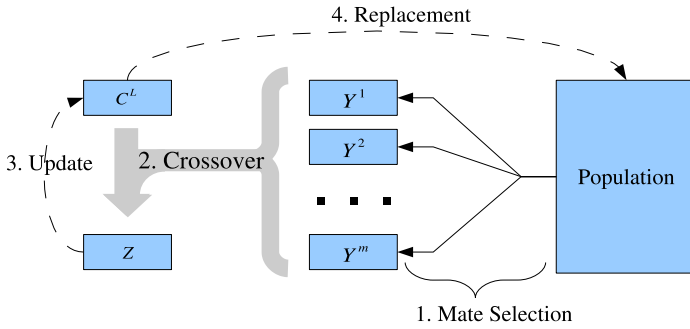 4. Replacement
C^L
Y^1
3. Update
2. Crossover
Y^2
Population
Z
Y^m
1. Mate Selection